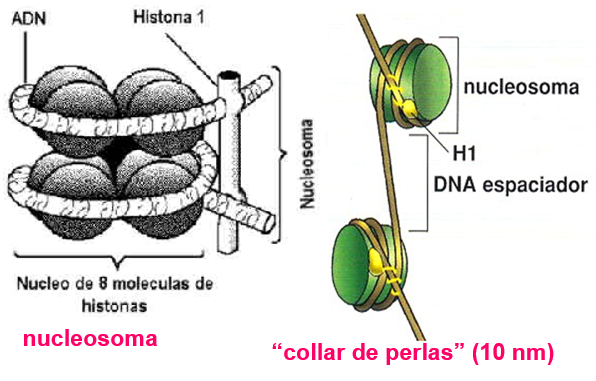 ADN
Histona 1
Nucleosoma
Nucleo de 8 moleculas de
histonas
nucleosoma
nucleosoma
H1
DNA espaciador
“collar de perlas” (10 nm)